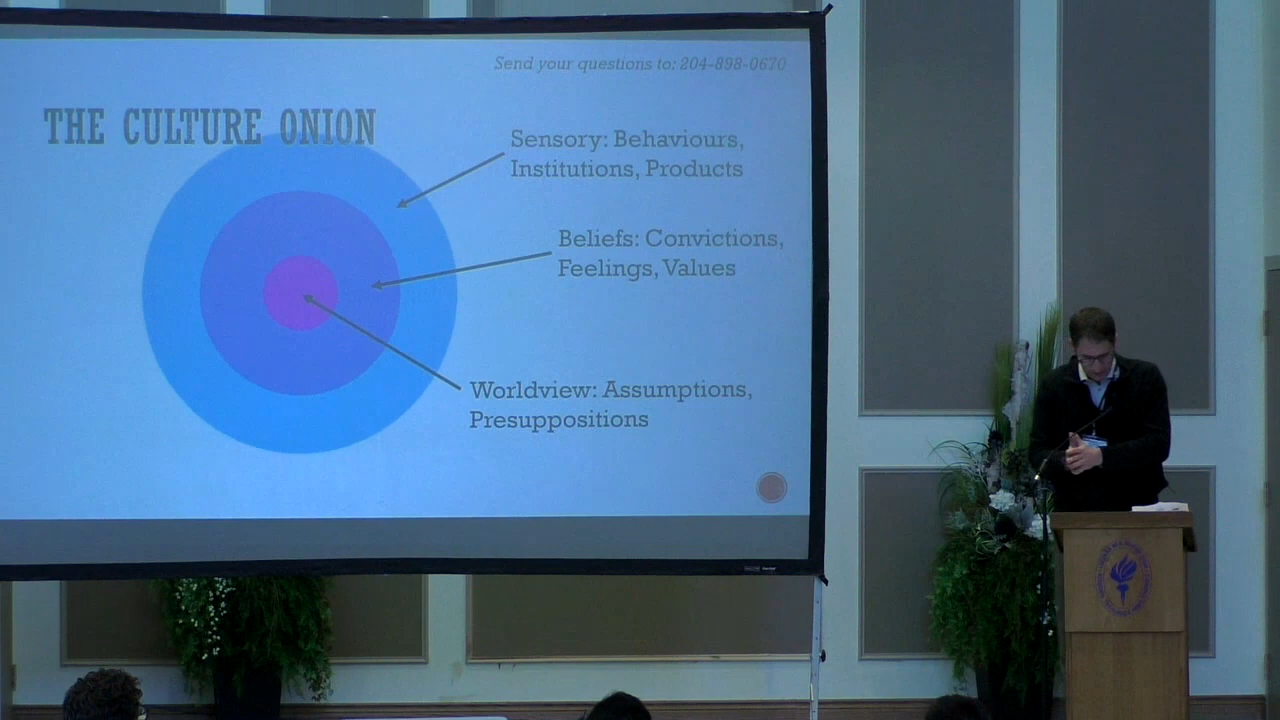 Send your questions to: 204-898-0670
THE CULTURE ONION
Sensory: Behaviours,
Institutions, Products
Beliefs: Convictions,
Feelings, Values
Worldview: Assumptions,
Presuppositions